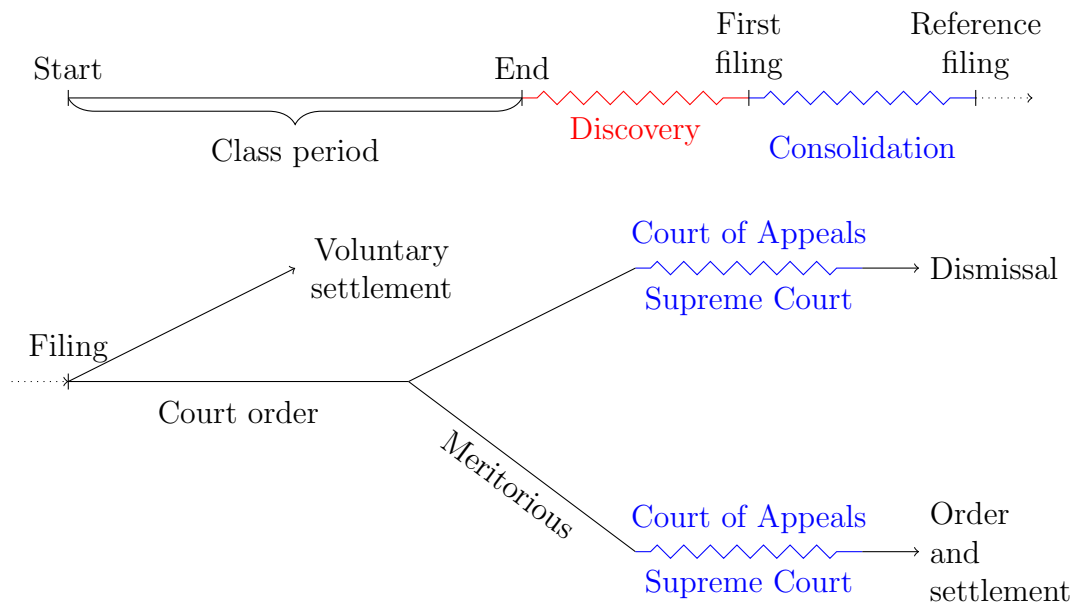 Start
End
First
filing
Reference
filing
Discovery
Class period
Consolidation
Voluntary
settlement
Court of Appeals
Supreme Court
Dismissal
Filing
Court order
Meritorious
Court of Appeals
Supreme Court
Order
and
settlement